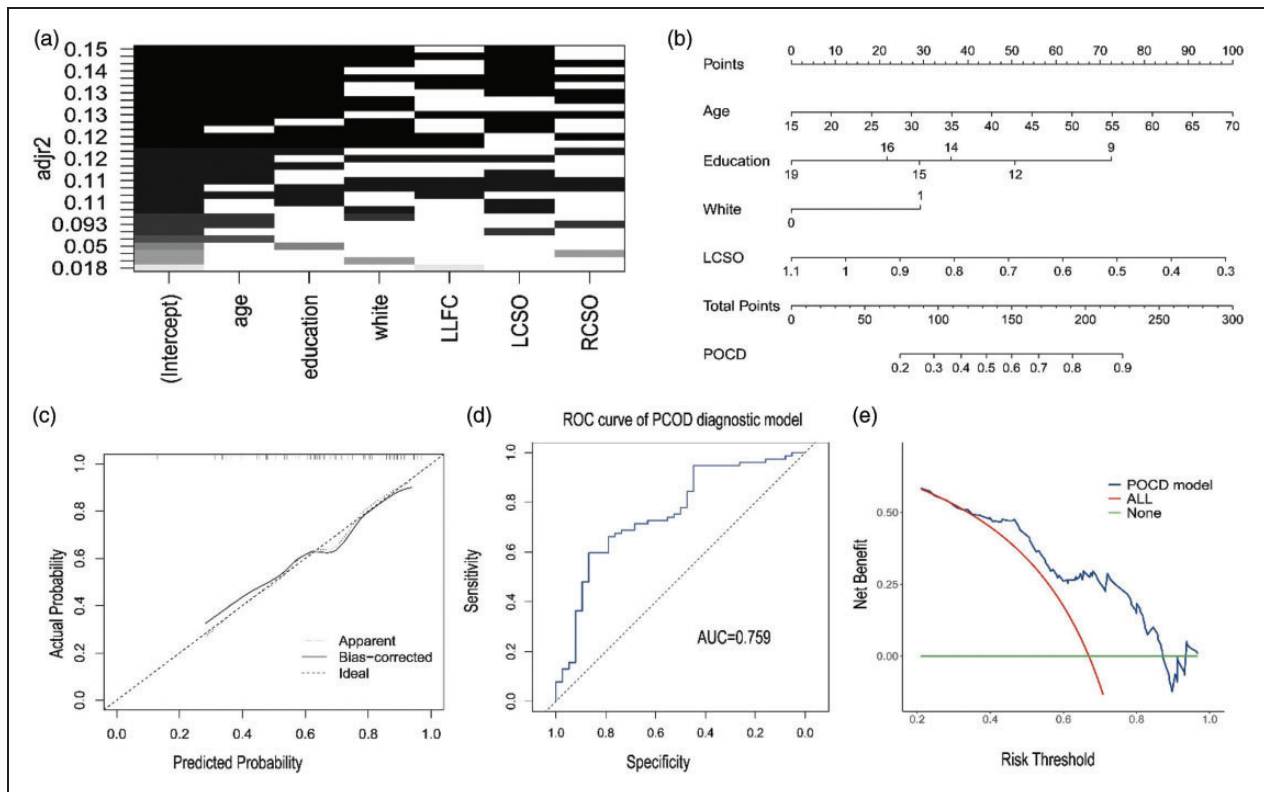 (a)
adjr2
0.15
0.14
0.13
0.13
0.12
0.12
0.11
0.11
0.093
0.05
0.018
(Intercept)
age
education
white
LLFC
LCSO
RCSO
(b)
Points
0 10 20 30 40 50 60 70 80 90 100
Age
15 20 25 30 35 40 45 50 55 60 65 70
Education
16 14 9
19 15 12
White
1
0
LCSO
1.1 1 0.9 0.8 0.7 0.6 0.5 0.4 0.3
Total Points
0 50 100 150 200 250 300
POCD
0.2 0.3 0.4 0.5 0.6 0.7 0.8 0.9
(c)
Actual Probability
1.0
0.8
0.6
0.4
0.2
0.0
Apparent
Bias-corrected
Ideal
0.0 0.2 0.4 0.6 0.8 1.0
Predicted Probability
(d)
ROC curve of PCOD diagnostic model
Sensitivity
1.0
0.8
0.6
0.4
0.2
0.0
AUC=0.759
1.0 0.8 0.6 0.4 0.2 0.0
Specificity
(e)
Net Benefit
0.50
0.25
0.00
POCD model
ALL
None
0.2 0.4 0.6 0.8 1.0
Risk Threshold